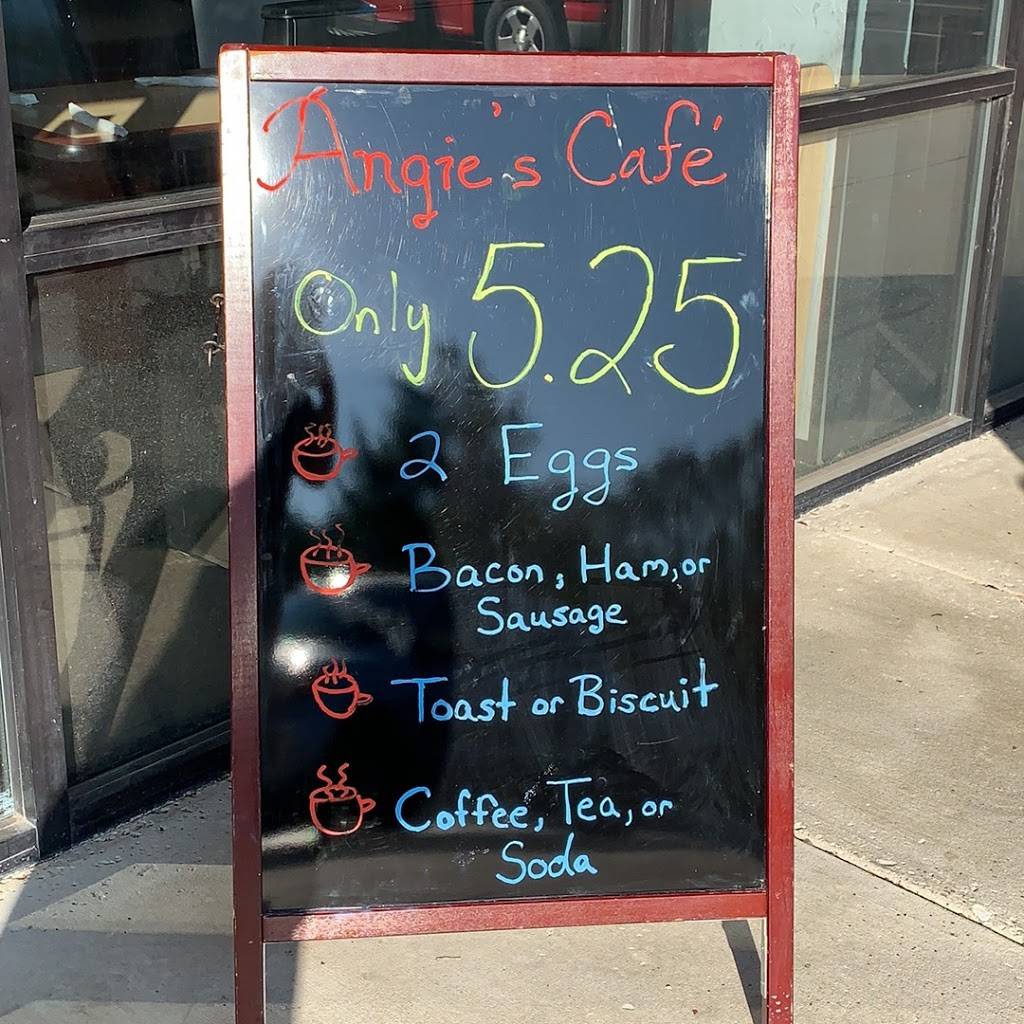 Angie's Café
Only 5.25
2 Eggs
Bacon, Ham, or
Sausage
Toast or Biscuit
Coffee, Tea, or
Soda